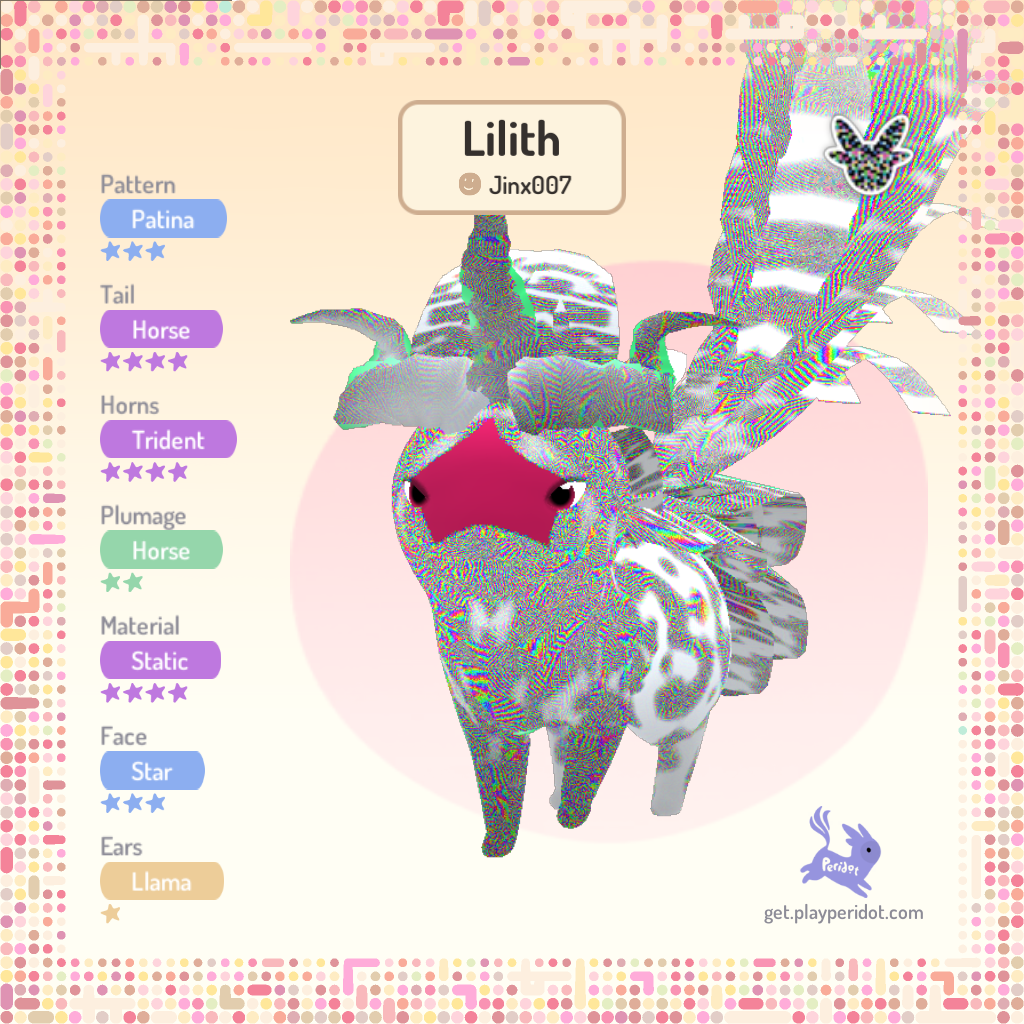 Lilith
Jinx007
Pattern
Patina
Tail
Horse
Horns
Trident
Plumage
Horse
Material
Static
Face
Star
Ears
Llama
Peridot
get.playperidot.com